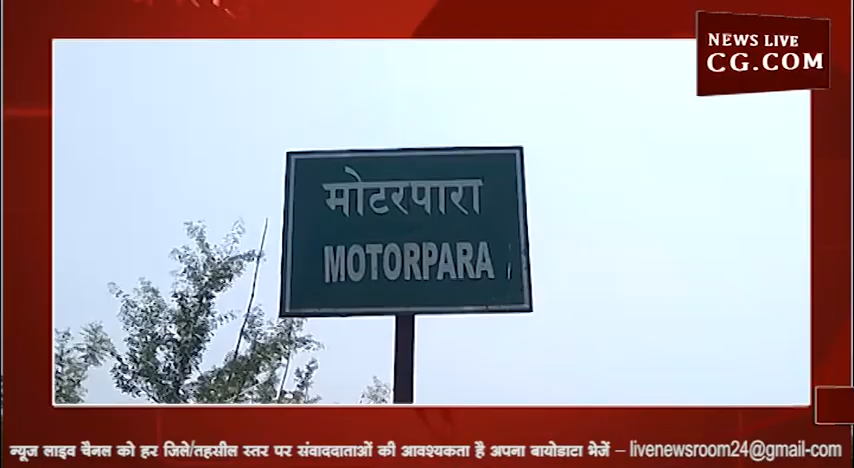 NEWS LIVE
CG.COM
मोटरपारा
MOTORPARA
न्यूज लाइव चैनल को हर जिले/तहसील स्तर पर संवाददाताओं की आवश्यकता है अपना बायोडाटा भेजें – livenewsroom24@gmail-com